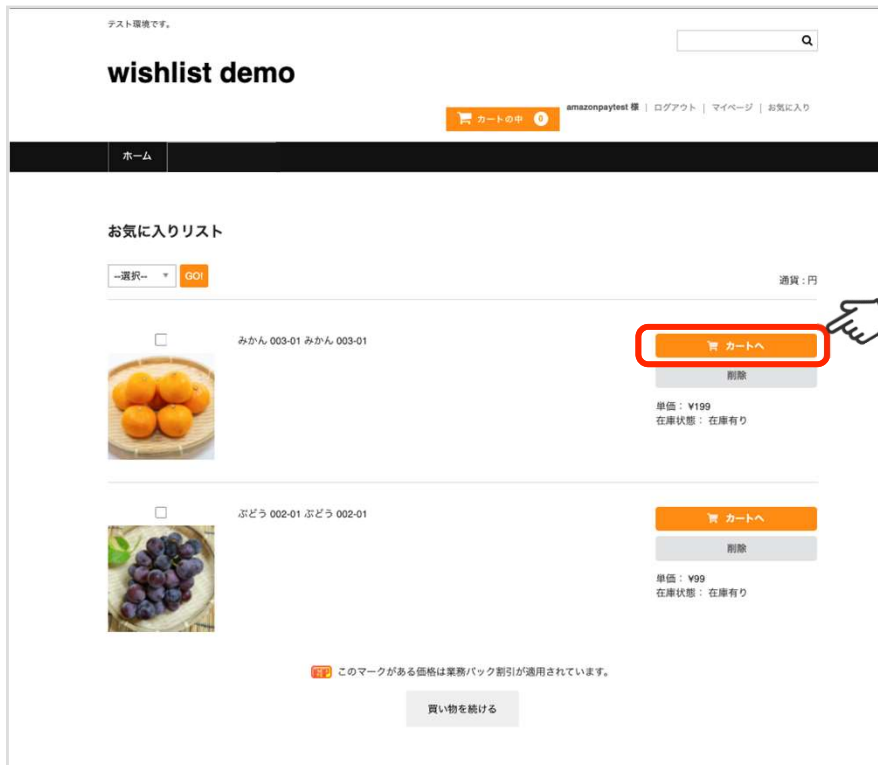 テスト環境です。
wishlist demo
カートの中 0
amazonpaytest 様 | ログアウト | マイページ | お気に入り
ホーム
お気に入りリスト
--選択-- GO!
通貨 : 円
みかん 003-01 みかん 003-01
カートへ
削除
単価： ¥199
在庫状態： 在庫有り
ぶどう 002-01 ぶどう 002-01
カートへ
削除
単価： ¥99
在庫状態： 在庫有り
このマークがある価格は業務パック割引が適用されています。
買い物を続ける